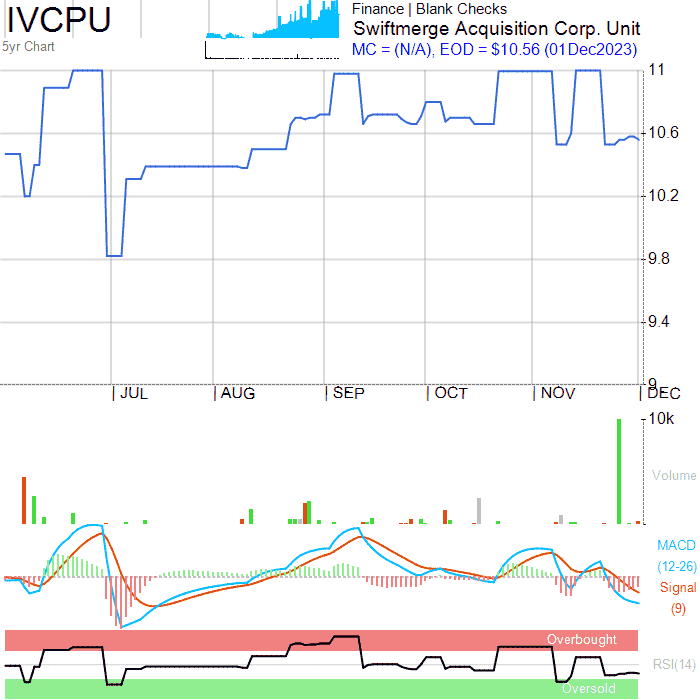 IVCPU
5yr Chart
Finance | Blank Checks
Swiftmerge Acquisition Corp. Unit
MC = (N/A), EOD = $10.56 (01Dec2023)
11
10.6
10.2
9.8
9.4
9
JUL AUG SEP OCT NOV DEC
10k
Volume
MACD
(12-26)
Signal
(9)
Overbought
RSI(14)
Oversold